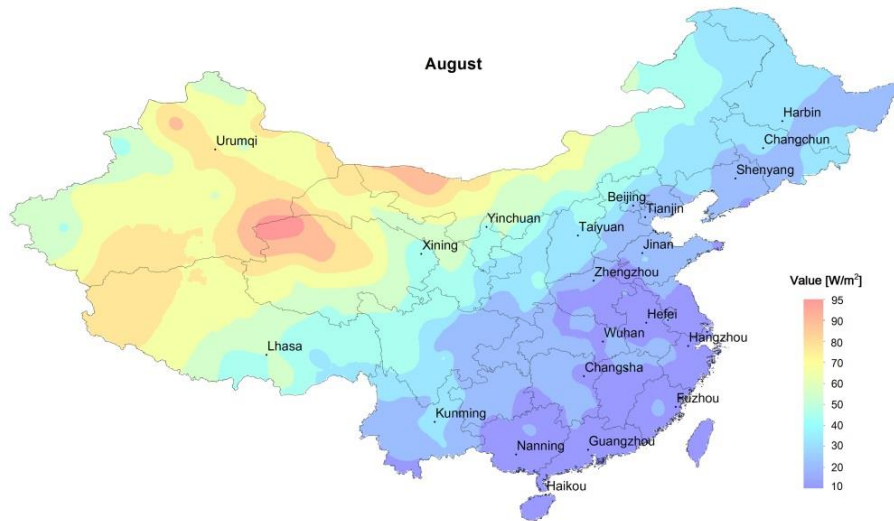 August
Harbin
Urumqi
Changchun
Shenyang
Beijing
Tianjin
Yinchuan
Taiyuan
Xining
Jinan
Zhengzhou
Value [W/m²]
95
90
80
70
60
50
40
30
20
10
Hefei
Wuhan
Hangzhou
Lhasa
Changsha
Fuzhou
Kunming
Guangzhou
Nanning
Haikou